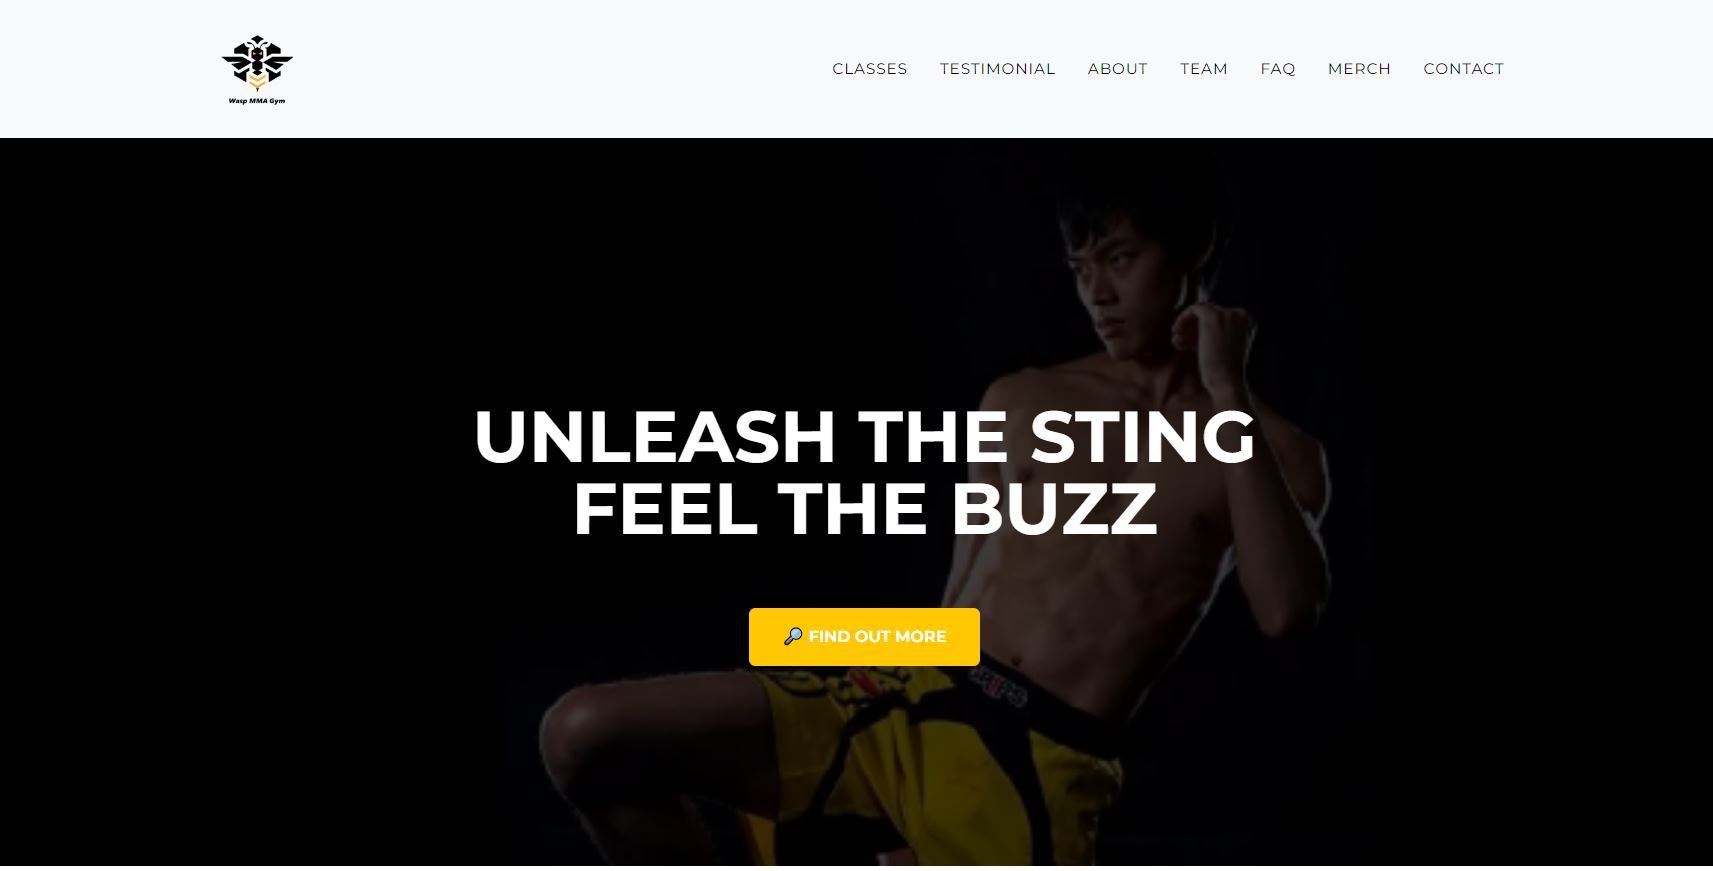 Wasp MMA Gym
CLASSES TESTIMONIAL ABOUT TEAM FAQ MERCH CONTACT
UNLEASH THE STING
FEEL THE BUZZ
🔎 FIND OUT MORE